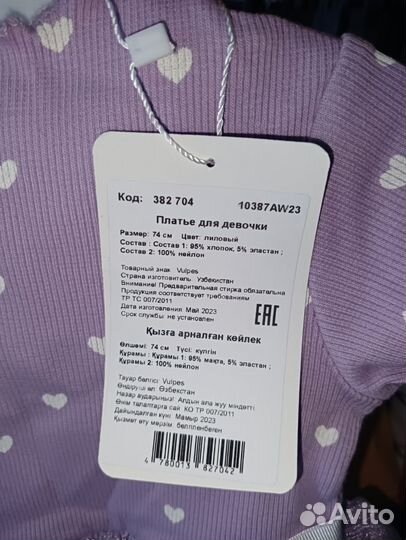 Код: 382 704 10387AW23
Платье для девочки
Размер: 74 см Цвет: лиловый
Состав : Состав 1: 95% хлопок, 5% эластан ;
Состав 2: 100% нейлон
Товарный знак Vulpes
Страна изготовитель Узбекистан
Внимание! Предварительная стирка обязательна
Продукция соответствует требованиям
ТР ТС 007/2011
Дата изготовления Май 2023
Срок службы не установлен
EAC
Қызға арналған көйлек
Өлшемі: 74 см Түсі: күлгін
Құрамы : Құрамы 1: 95% мақта, 5% эластан ;
Құрамы 2: 100% нейлон
Тауар белгісі Vulpes
Өндіруші ел: Өзбекстан
Назар аударыңыз! Алдын ала жуу міндетті
Өнім талаптарға сай КО ТР 007/2011
Дайындалған күні Мамыр 2023
Қызмет ету мерзім белгіленбеген
4 780013 827042
Avito